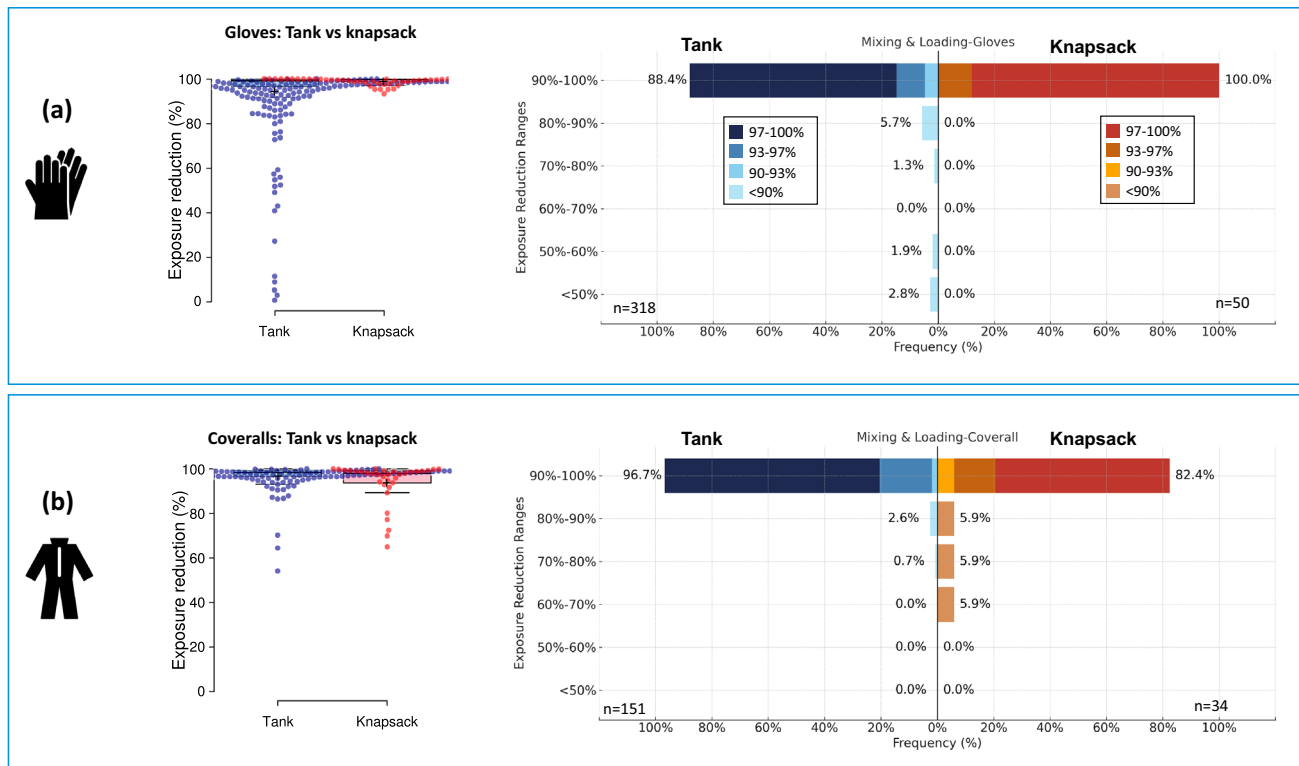 (a)
Gloves: Tank vs knapsack
Exposure reduction (%)
100
80
60
40
20
0
Tank
Knapsack
Tank
Mixing & Loading-Gloves
Knapsack
Exposure Reduction Ranges
90%-100%
80%-90%
70%-80%
60%-70%
50%-60%
<50%
88.4%
100.0%
5.7%
0.0%
1.3%
0.0%
0.0%
0.0%
1.9%
0.0%
2.8%
0.0%
97-100%
93-97%
90-93%
<90%
97-100%
93-97%
90-93%
<90%
n=318
n=50
100% 80% 60% 40% 20% 0% 20% 40% 60% 80% 100%
Frequency (%)
(b)
Coveralls: Tank vs knapsack
Exposure reduction (%)
100
80
60
40
20
0
Tank
Knapsack
Tank
Mixing & Loading-Coverall
Knapsack
Exposure Reduction Ranges
90%-100%
80%-90%
70%-80%
60%-70%
50%-60%
<50%
96.7%
82.4%
2.6%
5.9%
0.7%
5.9%
0.0%
5.9%
0.0%
0.0%
0.0%
0.0%
n=151
n=34
100% 80% 60% 40% 20% 0% 20% 40% 60% 80% 100%
Frequency (%)